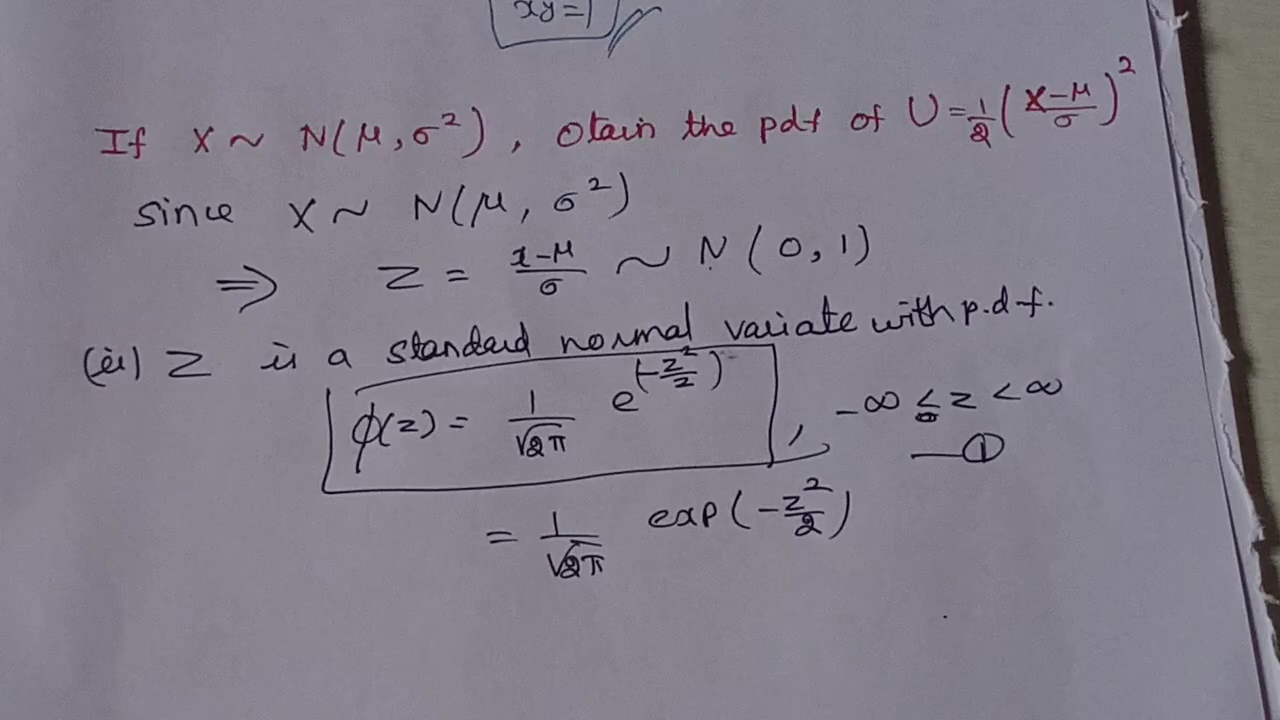 xy=1
If X ~ N(μ, σ²), otain the pdf of U = 1/2 (X-μ/σ)²
since X ~ N(μ, σ²)
⇒ Z = x-μ/σ ~ N(0, 1)
(ie) Z is a standard normal variate with p.d.f.
φ(z) = 1/√2π e^(-z²/2), -∞ ≤ z < ∞
—①
= 1/√2π exp(-z²/2)